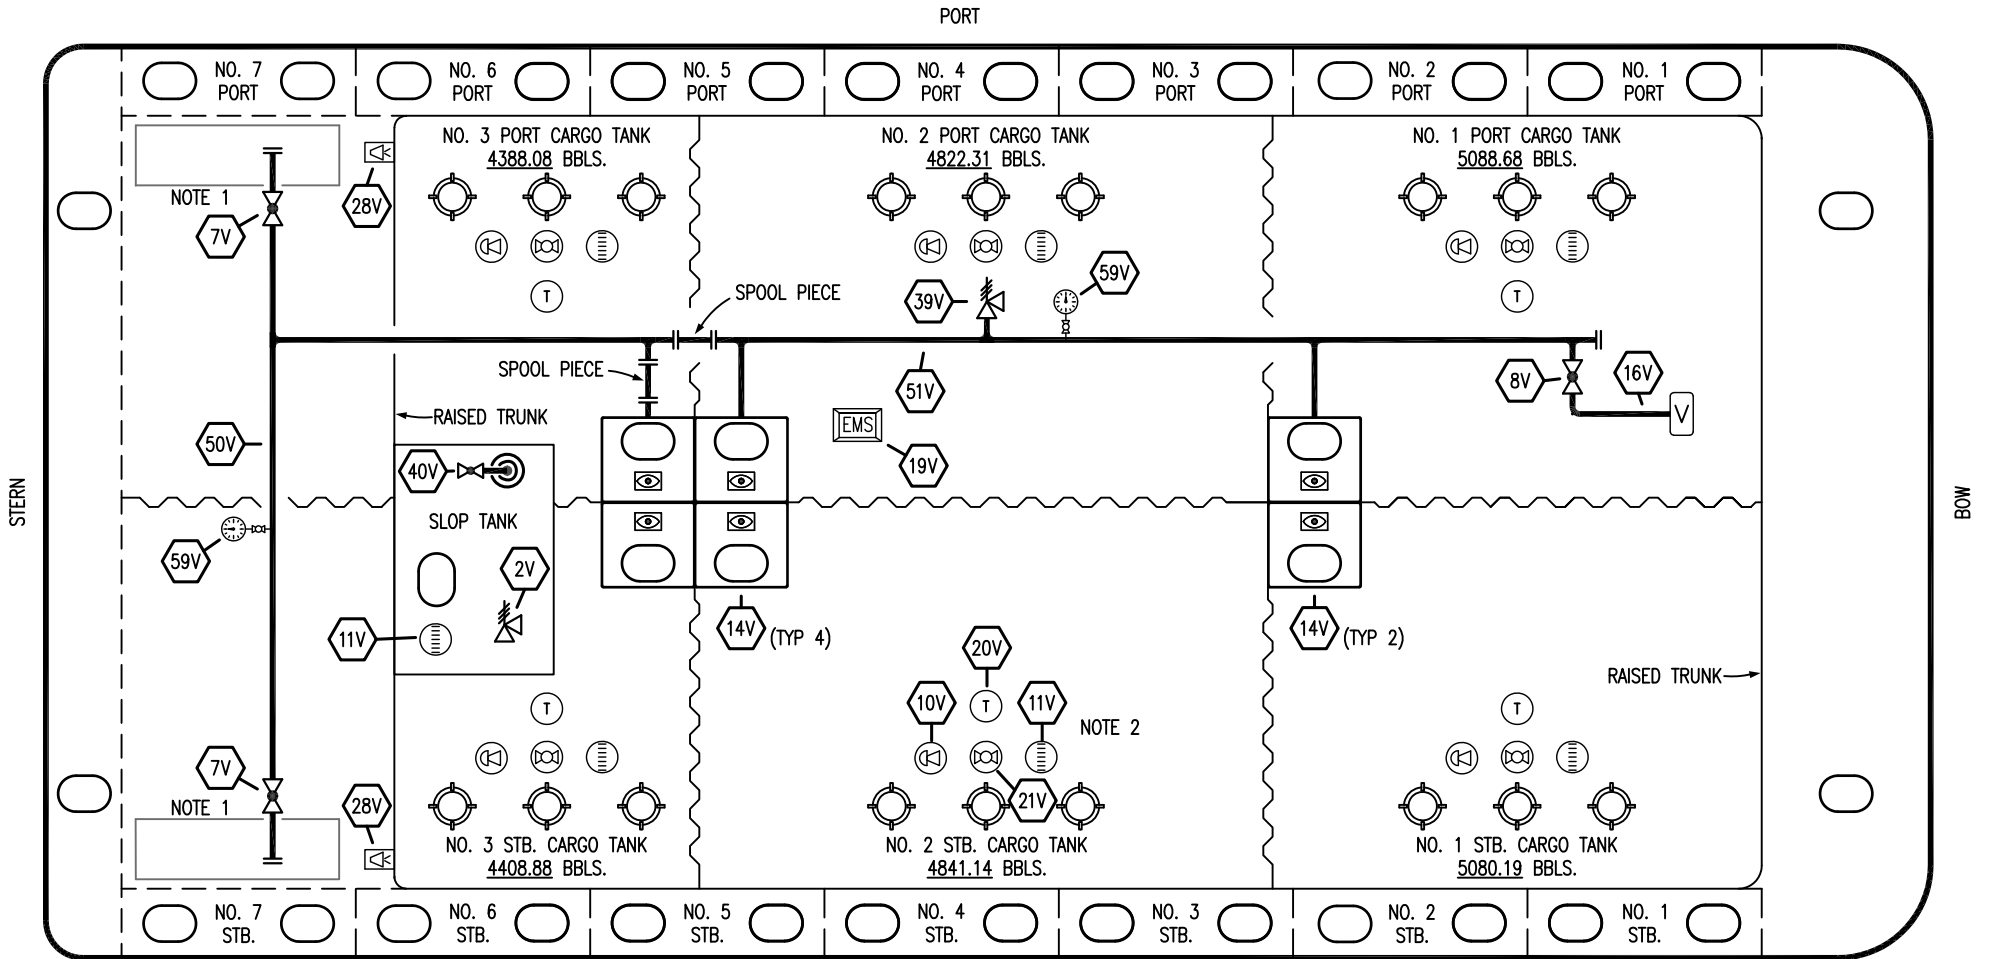 PORT
NO. 7
PORT
NO. 6
PORT
NO. 5
PORT
NO. 4
PORT
NO. 3
PORT
NO. 2
PORT
NO. 1
PORT
NO. 3 PORT CARGO TANK
4388.08 BBLS.
NO. 2 PORT CARGO TANK
4822.31 BBLS.
NO. 1 PORT CARGO TANK
5088.68 BBLS.
NOTE 1
28V
7V
T
SPOOL PIECE
39V
59V
T
SPOOL PIECE
51V
8V
16V
V
RAISED TRUNK
EMS
50V
40V
19V
STERN
BOW
SLOP TANK
59V
2V
11V
14V
(TYP 4)
14V
(TYP 2)
20V
RAISED TRUNK
10V
T
11V
NOTE 2
T
T
7V
NOTE 1
28V
21V
NO. 3 STB. CARGO TANK
4408.88 BBLS.
NO. 2 STB. CARGO TANK
4841.14 BBLS.
NO. 1 STB. CARGO TANK
5080.19 BBLS.
NO. 7
STB.
NO. 6
STB.
NO. 5
STB.
NO. 4
STB.
NO. 3
STB.
NO. 2
STB.
NO. 1
STB.